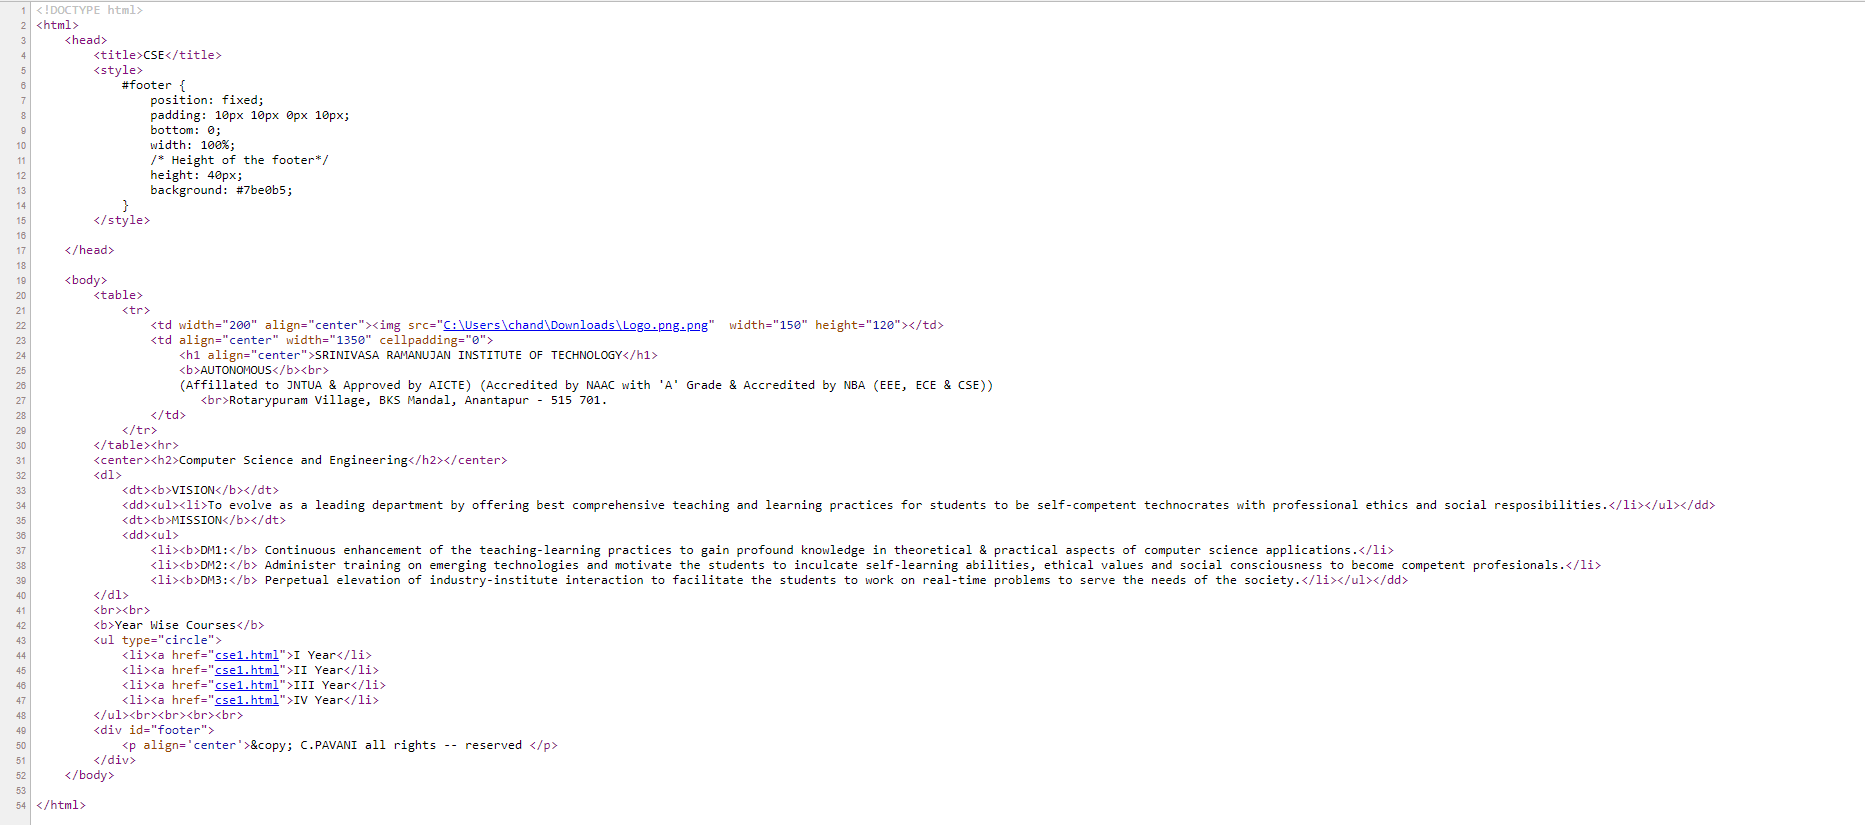 1 <!DOCTYPE html>
2 <html>
3     <head>
4         <title>CSE</title>
5         <style>
6             #footer {
7                 position: fixed;
8                 padding: 10px 10px 0px 10px;
9                 bottom: 0;
10                 width: 100%;
11                 /* Height of the footer*/
12                 height: 40px;
13                 background: #7be0b5;
14             }
15         </style>
16
17     </head>
18
19     <body>
20         <table>
21             <tr>
22                 <td width="200" align="center"><img src="C:\Users\chand\Downloads\Logo.png.png"  width="150" height="120"></td>
23                 <td align="center" width="1350" cellpadding="0">
24                     <h1 align="center">SRINIVASA RAMANUJAN INSTITUTE OF TECHNOLOGY</h1>
25                     <b>AUTONOMOUS</b><br>
26                     (Affillated to JNTUA & Approved by AICTE) (Accredited by NAAC with 'A' Grade & Accredited by NBA (EEE, ECE & CSE))
27                        <br>Rotarypuram Village, BKS Mandal, Anantapur - 515 701.
28                 </td>
29             </tr>
30         </table><hr>
31         <center><h2>Computer Science and Engineering</h2></center>
32         <dl>
33             <dt><b>VISION</b></dt>
34             <dd><ul><li>To evolve as a leading department by offering best comprehensive teaching and learning practices for students to be self-competent technocrates with professional ethics and social resposibilities.</li></ul></dd>
35             <dt><b>MISSION</b></dt>
36             <dd><ul>
37                 <li><b>DM1:</b> Continuous enhancement of the teaching-learning practices to gain profound knowledge in theoretical & practical aspects of computer science applications.</li>
38                 <li><b>DM2:</b> Administer training on emerging technologies and motivate the students to inculcate self-learning abilities, ethical values and social consciousness to become competent profesionals.</li>
39                 <li><b>DM3:</b> Perpetual elevation of industry-institute interaction to facilitate the students to work on real-time problems to serve the needs of the society.</li></ul></dd>
40         </dl>
41         <br><br>
42         <b>Year Wise Courses</b>
43         <ul type="circle">
44             <li><a href="cse1.html">I Year</li>
45             <li><a href="cse1.html">II Year</li>
46             <li><a href="cse1.html">III Year</li>
47             <li><a href="cse1.html">IV Year</li>
48         </ul><br><br><br><br>
49         <div id="footer">
50             <p align='center'>&copy; C.PAVANI all rights -- reserved </p>
51         </div>
52     </body>
53
54 </html>